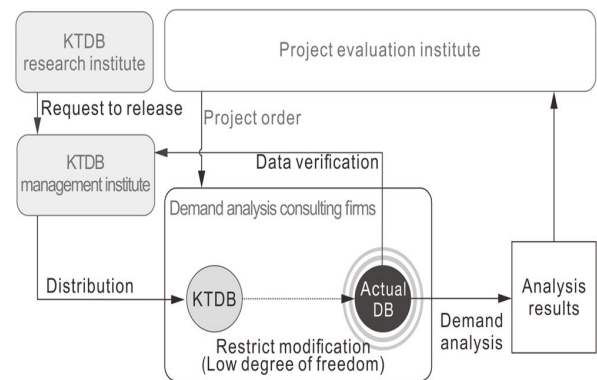 KTDB
research institute
Project evaluation institute
Request to release
Project order
KTDB
management institute
Data verification
Demand analysis consulting firms
Distribution
KTDB
Actual
DB
Analysis
results
Demand
analysis
Restrict modification
(Low degree of freedom)